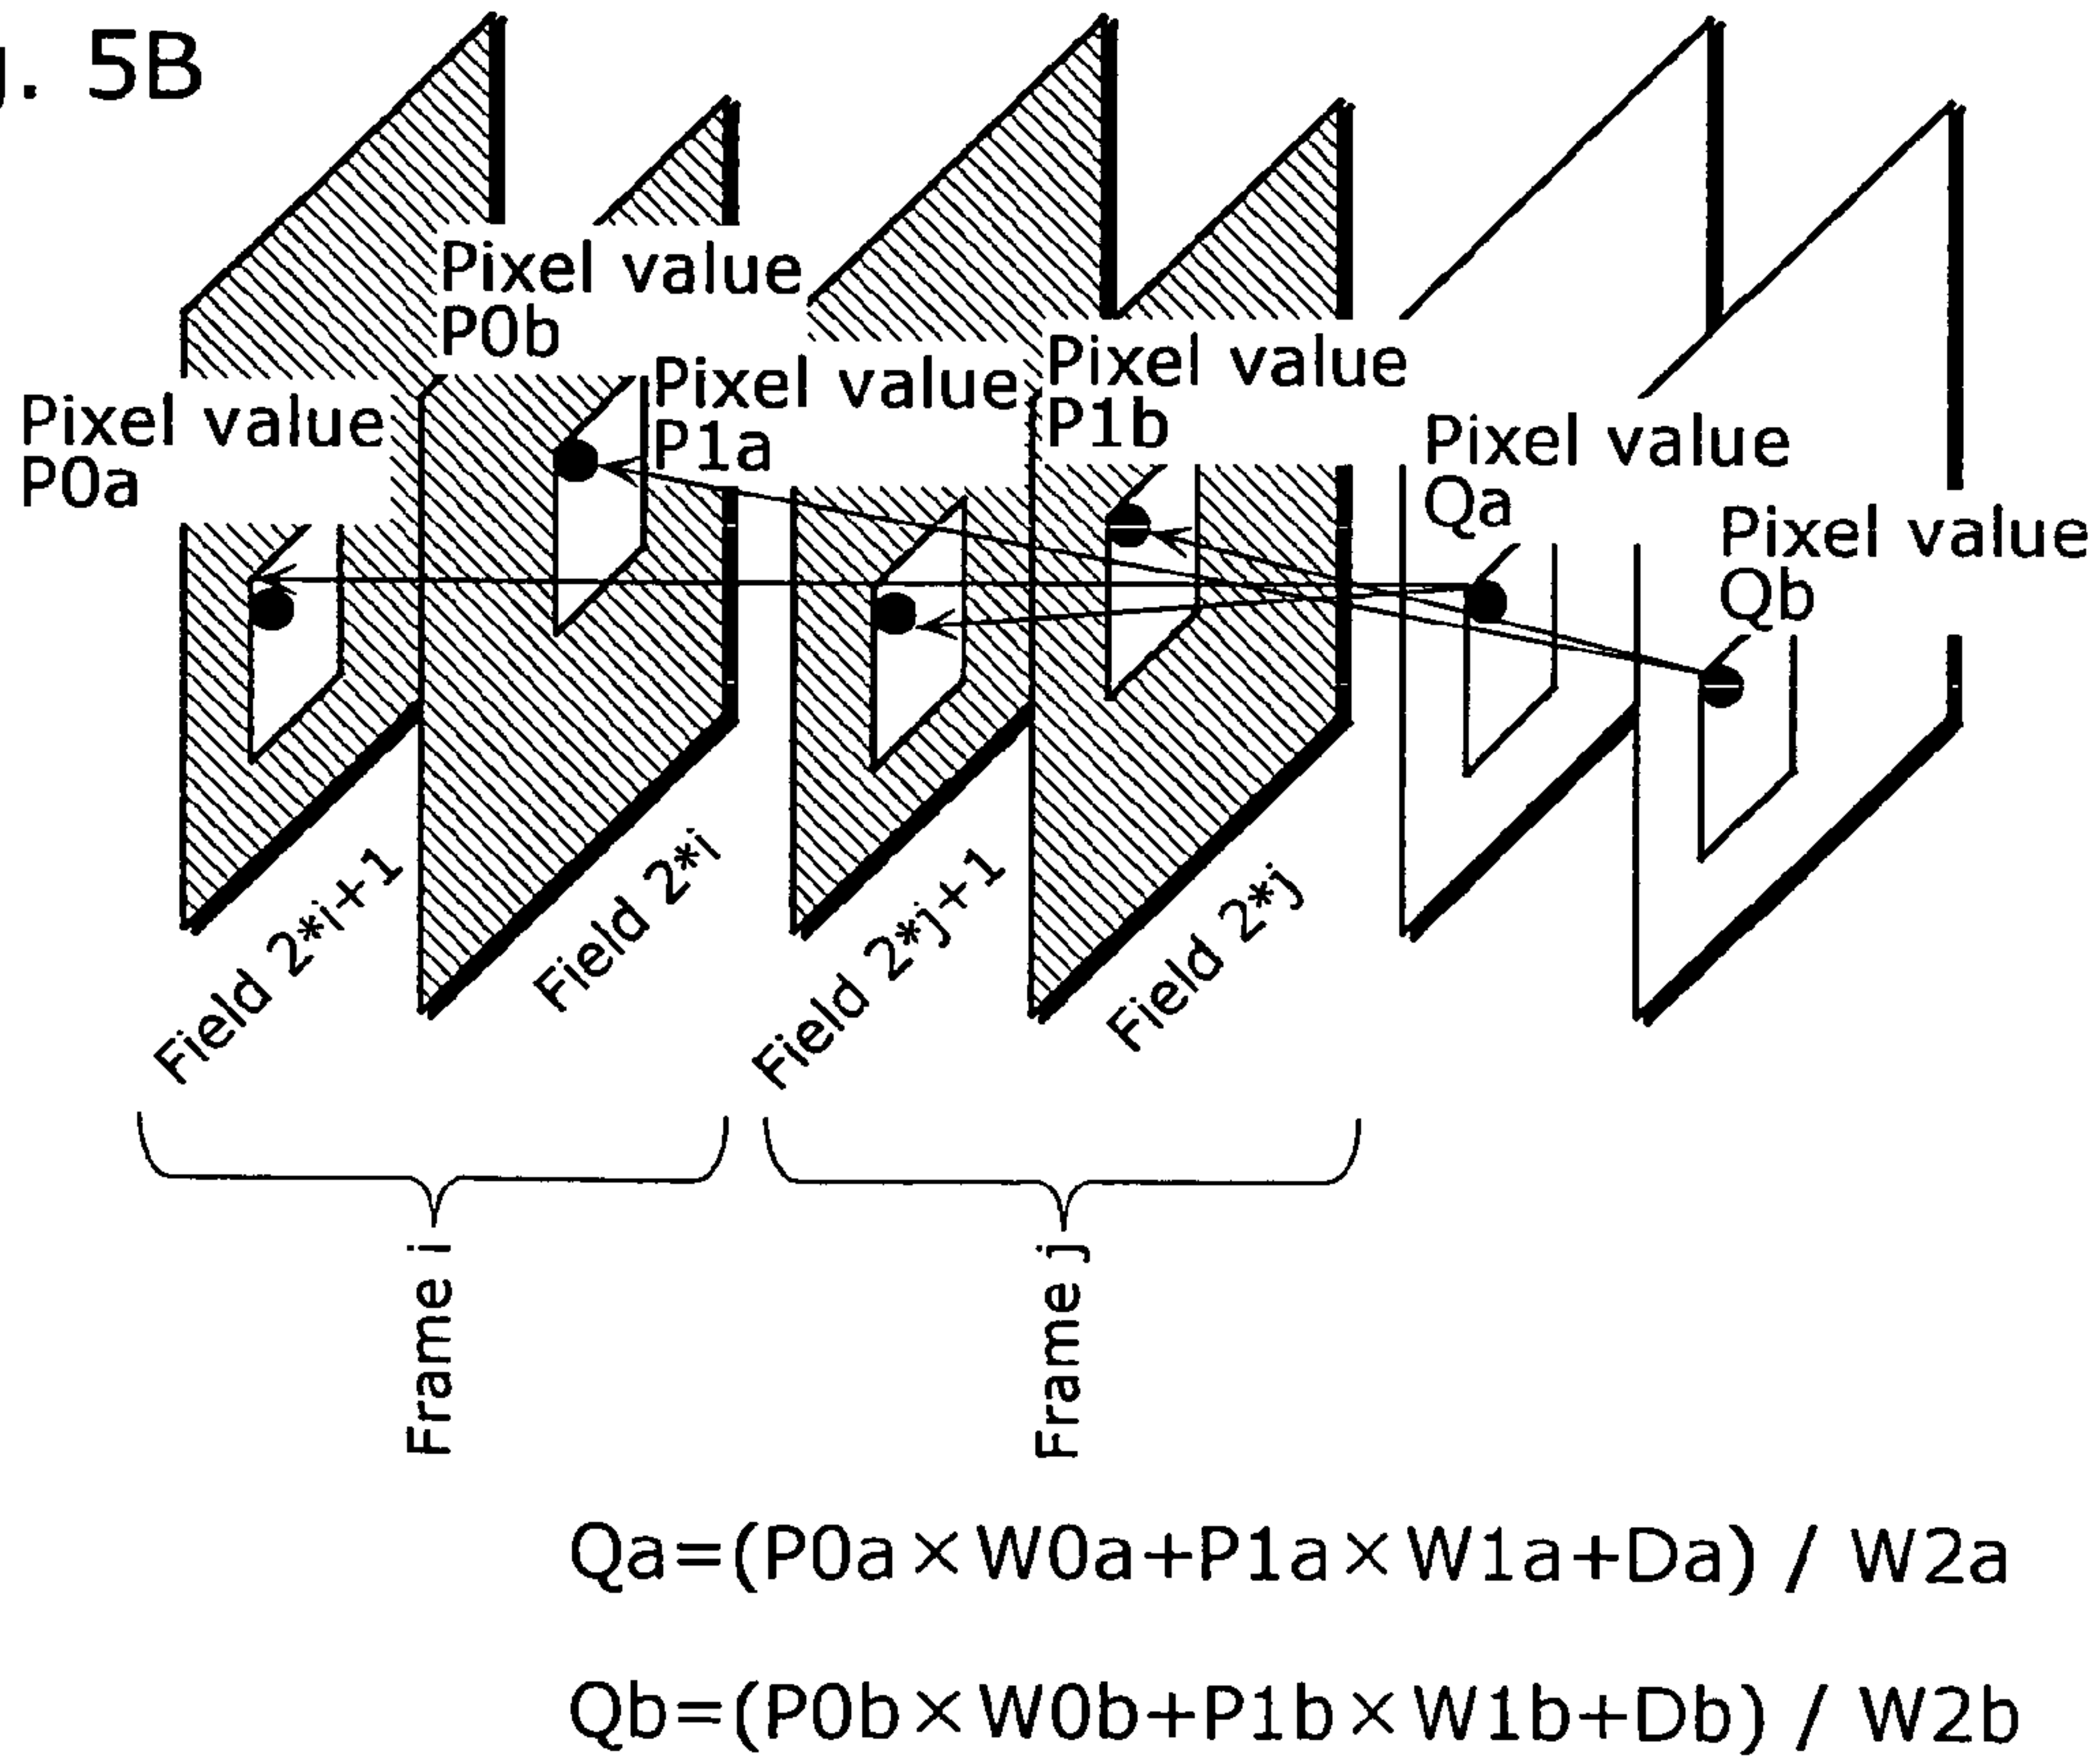 . 5B
Pixel value
P0b
Pixel value
P1a
Pixel value
P1b
Pixel value
P0a
Pixel value
Qa
Pixel value
Qb
Field 2*i+1
Field 2*i
Field 2*j+1
Field 2*j
Frame i
Frame j
Qa=(P0a×W0a+P1a×W1a+Da) / W2a
Qb=(P0b×W0b+P1b×W1b+Db) / W2b